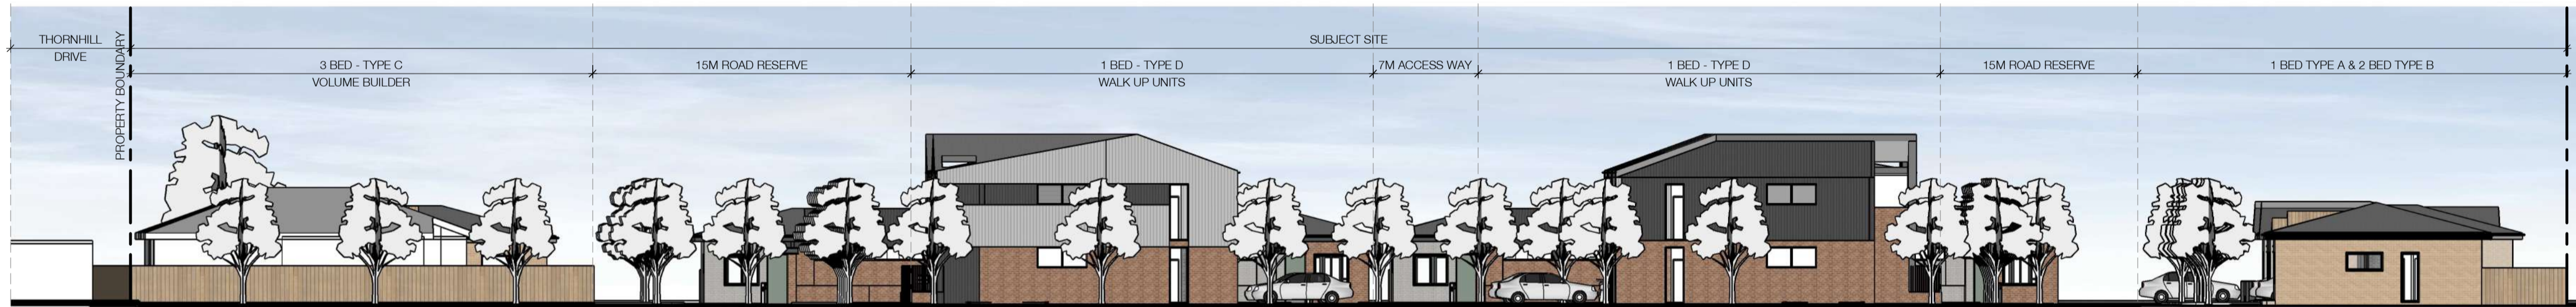 THORNHILL
DRIVE
PROPERTY BOUNDARY
SUBJECT SITE
3 BED - TYPE C
VOLUME BUILDER
15M ROAD RESERVE
1 BED - TYPE D
WALK UP UNITS
7M ACCESS WAY
1 BED - TYPE D
WALK UP UNITS
15M ROAD RESERVE
1 BED TYPE A & 2 BED TYPE B